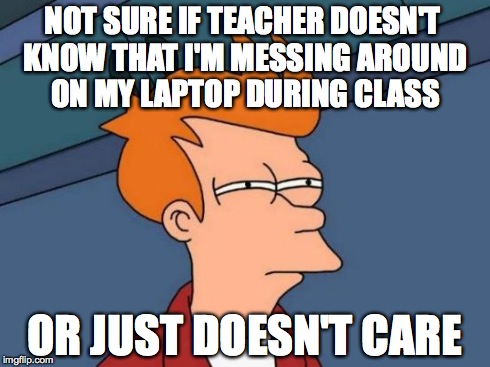 NOT SURE IF TEACHER DOESN'T
KNOW THAT I'M MESSING AROUND
ON MY LAPTOP DURING CLASS
OR JUST DOESN'T CARE
imgflip.com